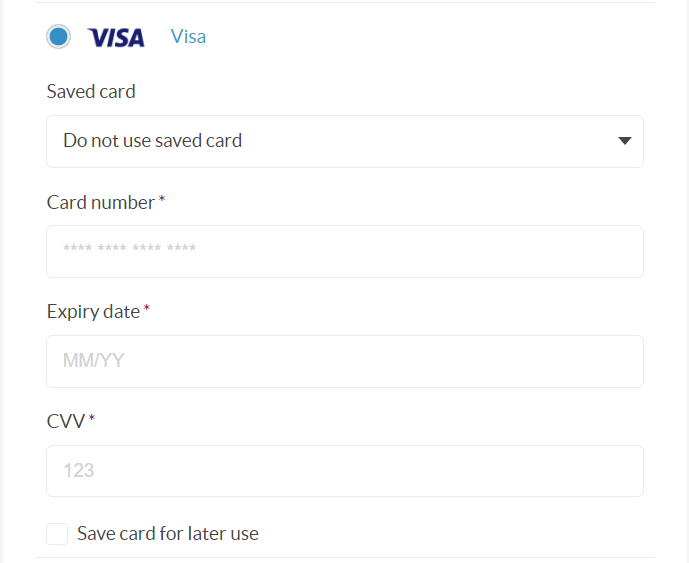 VISA Visa
Saved card
Do not use saved card
Card number *
**** **** **** ****
Expiry date *
MM/YY
CVV *
123
Save card for later use